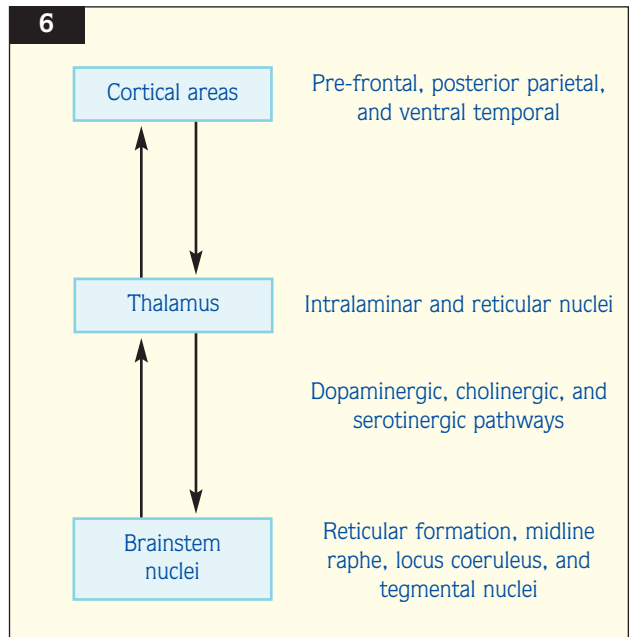 6
Cortical areas
Pre-frontal, posterior parietal,
and ventral temporal
Thalamus
Intralaminar and reticular nuclei
Dopaminergic, cholinergic, and
serotinergic pathways
Brainstem
nuclei
Reticular formation, midline
raphe, locus coeruleus, and
tegmental nuclei